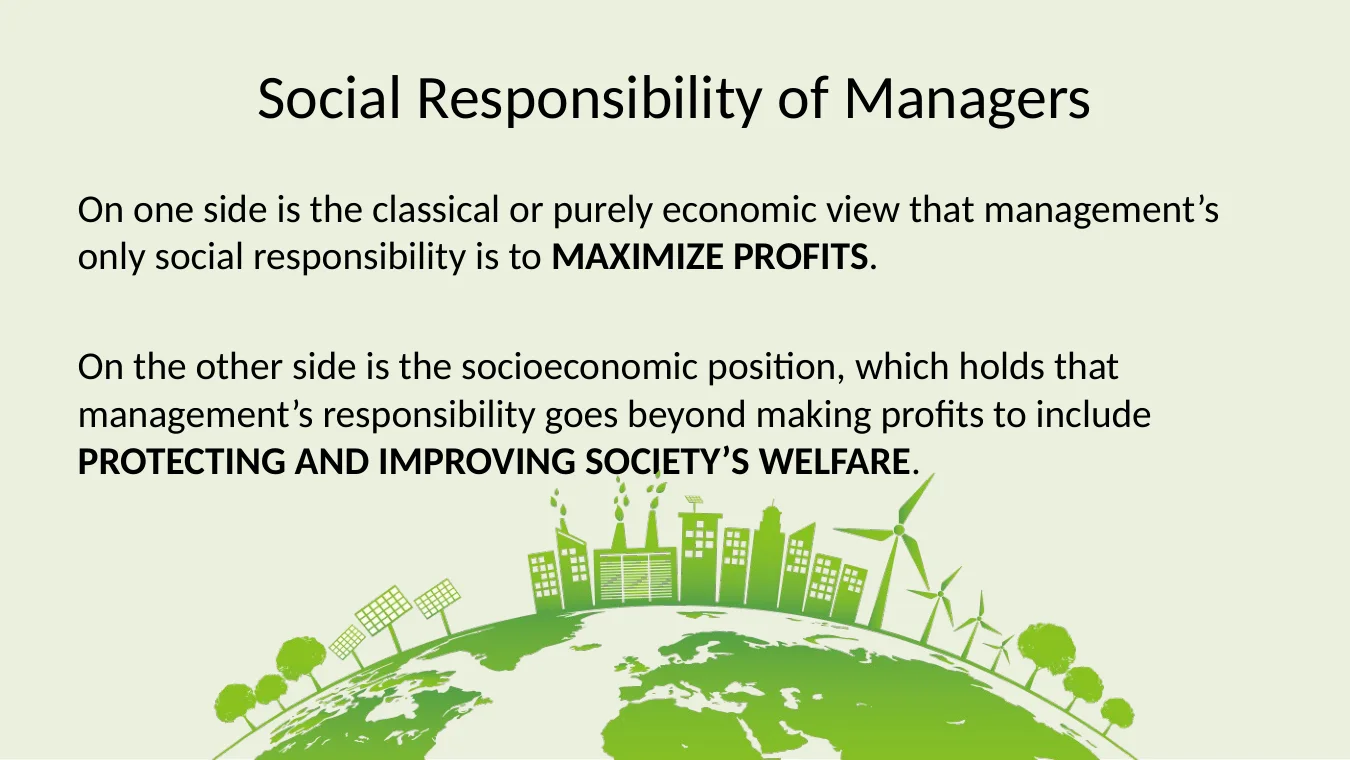 Social Responsibility of Managers
On one side is the classical or purely economic view that management’s
only social responsibility is to MAXIMIZE PROFITS.
On the other side is the socioeconomic position, which holds that
management’s responsibility goes beyond making profits to include
PROTECTING AND IMPROVING SOCIETY’S WELFARE.